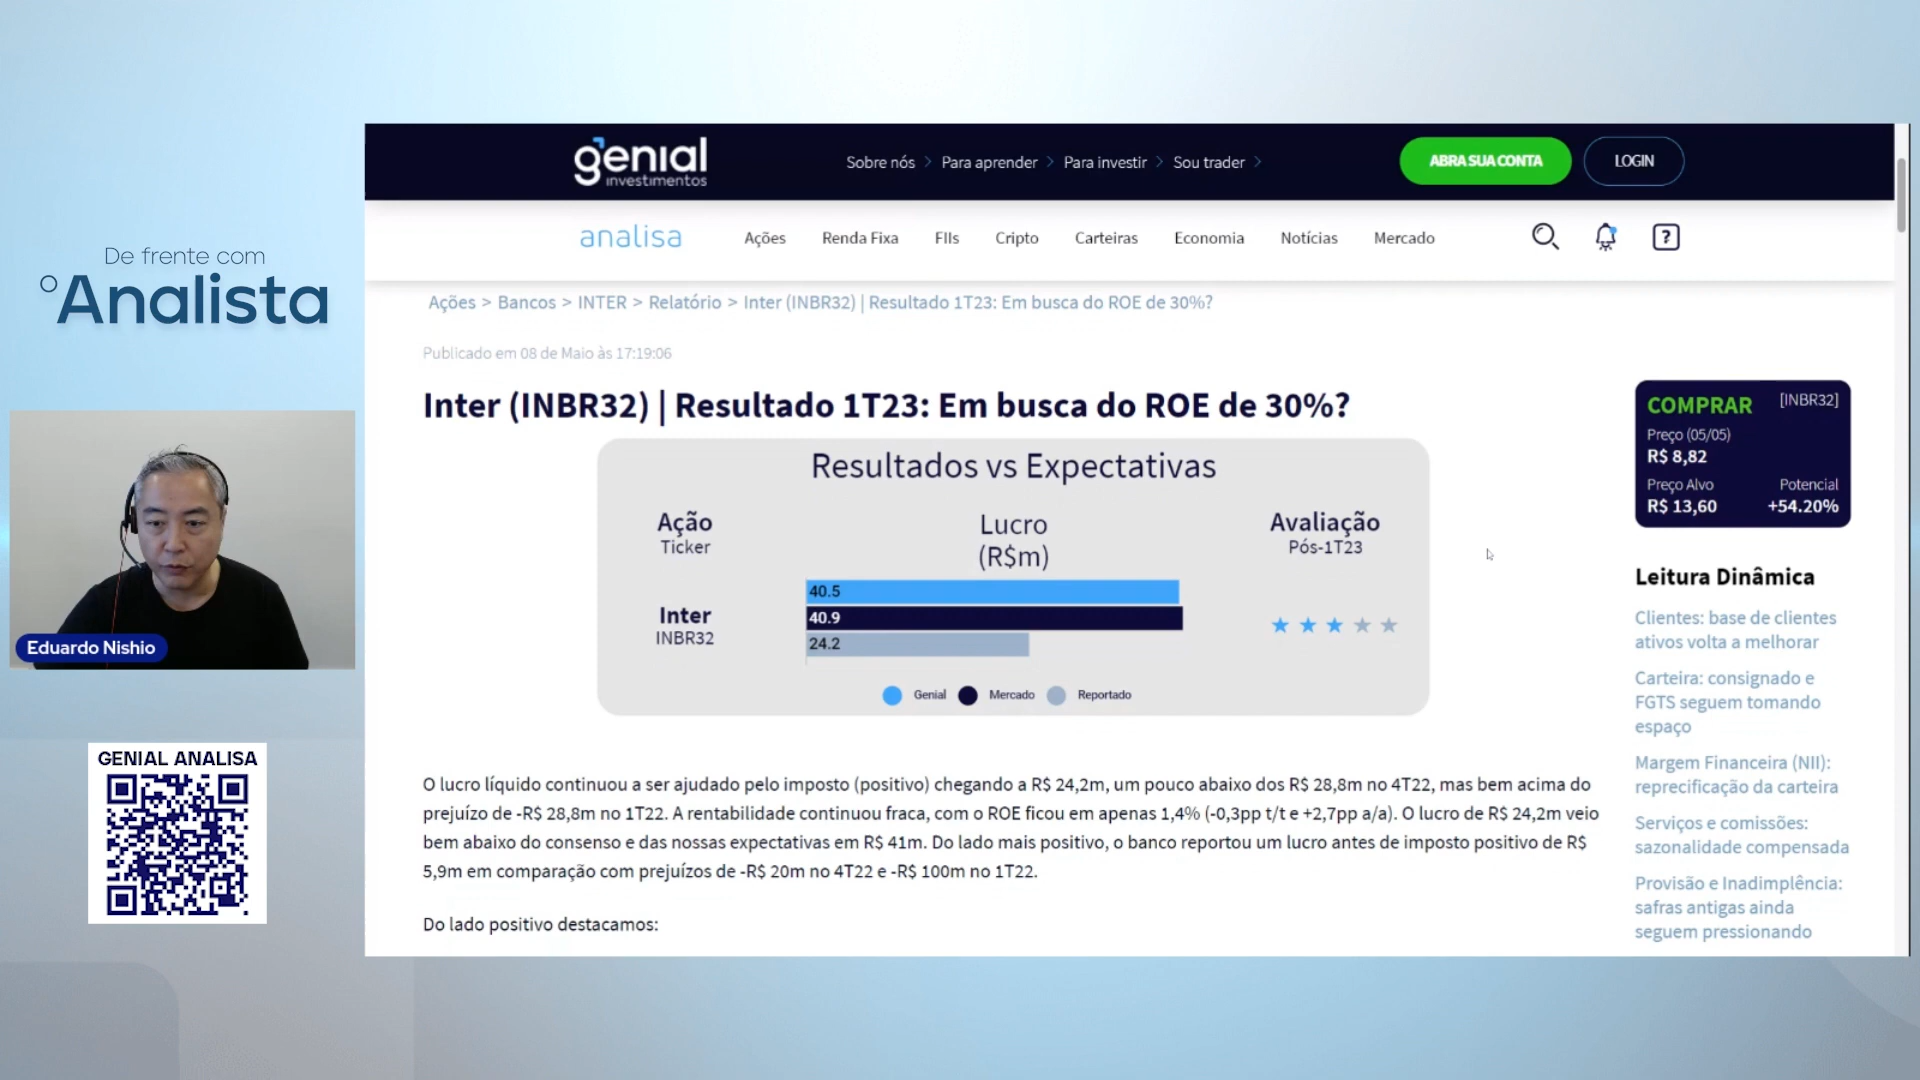 De frente com
Analista
Eduardo Nishio
GENIAL ANALISA
genial
investimentos
Sobre nós
Para aprender
Para investir
Sou trader
ABRA SUA CONTA
LOGIN
analisa
Ações
Renda Fixa
FIIs
Cripto
Carteiras
Economia
Notícias
Mercado
?
Ações > Bancos > INTER > Relatório > Inter (INBR32) | Resultado 1T23: Em busca do ROE de 30%?
Publicado em 08 de Maio às 17:19:06
Inter (INBR32) | Resultado 1T23: Em busca do ROE de 30%?
Resultados vs Expectativas
Ação
Ticker
Lucro
(R$m)
Avaliação
Pós-1T23
Inter
INBR32
40.5
40.9
24.2
Genial
Mercado
Reportado
O lucro líquido continuou a ser ajudado pelo imposto (positivo) chegando a R$ 24,2m, um pouco abaixo dos R$ 28,8m no 4T22, mas bem acima do
prejuízo de -R$ 28,8m no 1T22. A rentabilidade continuou fraca, com o ROE ficou em apenas 1,4% (-0,3pp t/t e +2,7pp a/a). O lucro de R$ 24,2m veio
bem abaixo do consenso e das nossas expectativas em R$ 41m. Do lado mais positivo, o banco reportou um lucro antes de imposto positivo de R$
5,9m em comparação com prejuízos de -R$ 20m no 4T22 e -R$ 100m no 1T22.
Do lado positivo destacamos:
COMPRAR
[INBR32]
Preço (05/05)
R$ 8,82
Preço Alvo
Potencial
R$ 13,60
+54.20%
Leitura Dinâmica
Clientes: base de clientes
ativos volta a melhorar
Carteira: consignado e
FGTS seguem tomando
espaço
Margem Financeira (NII):
reprecificação da carteira
Serviços e comissões:
sazonalidade compensada
Provisão e Inadimplência:
safras antigas ainda
seguem pressionando